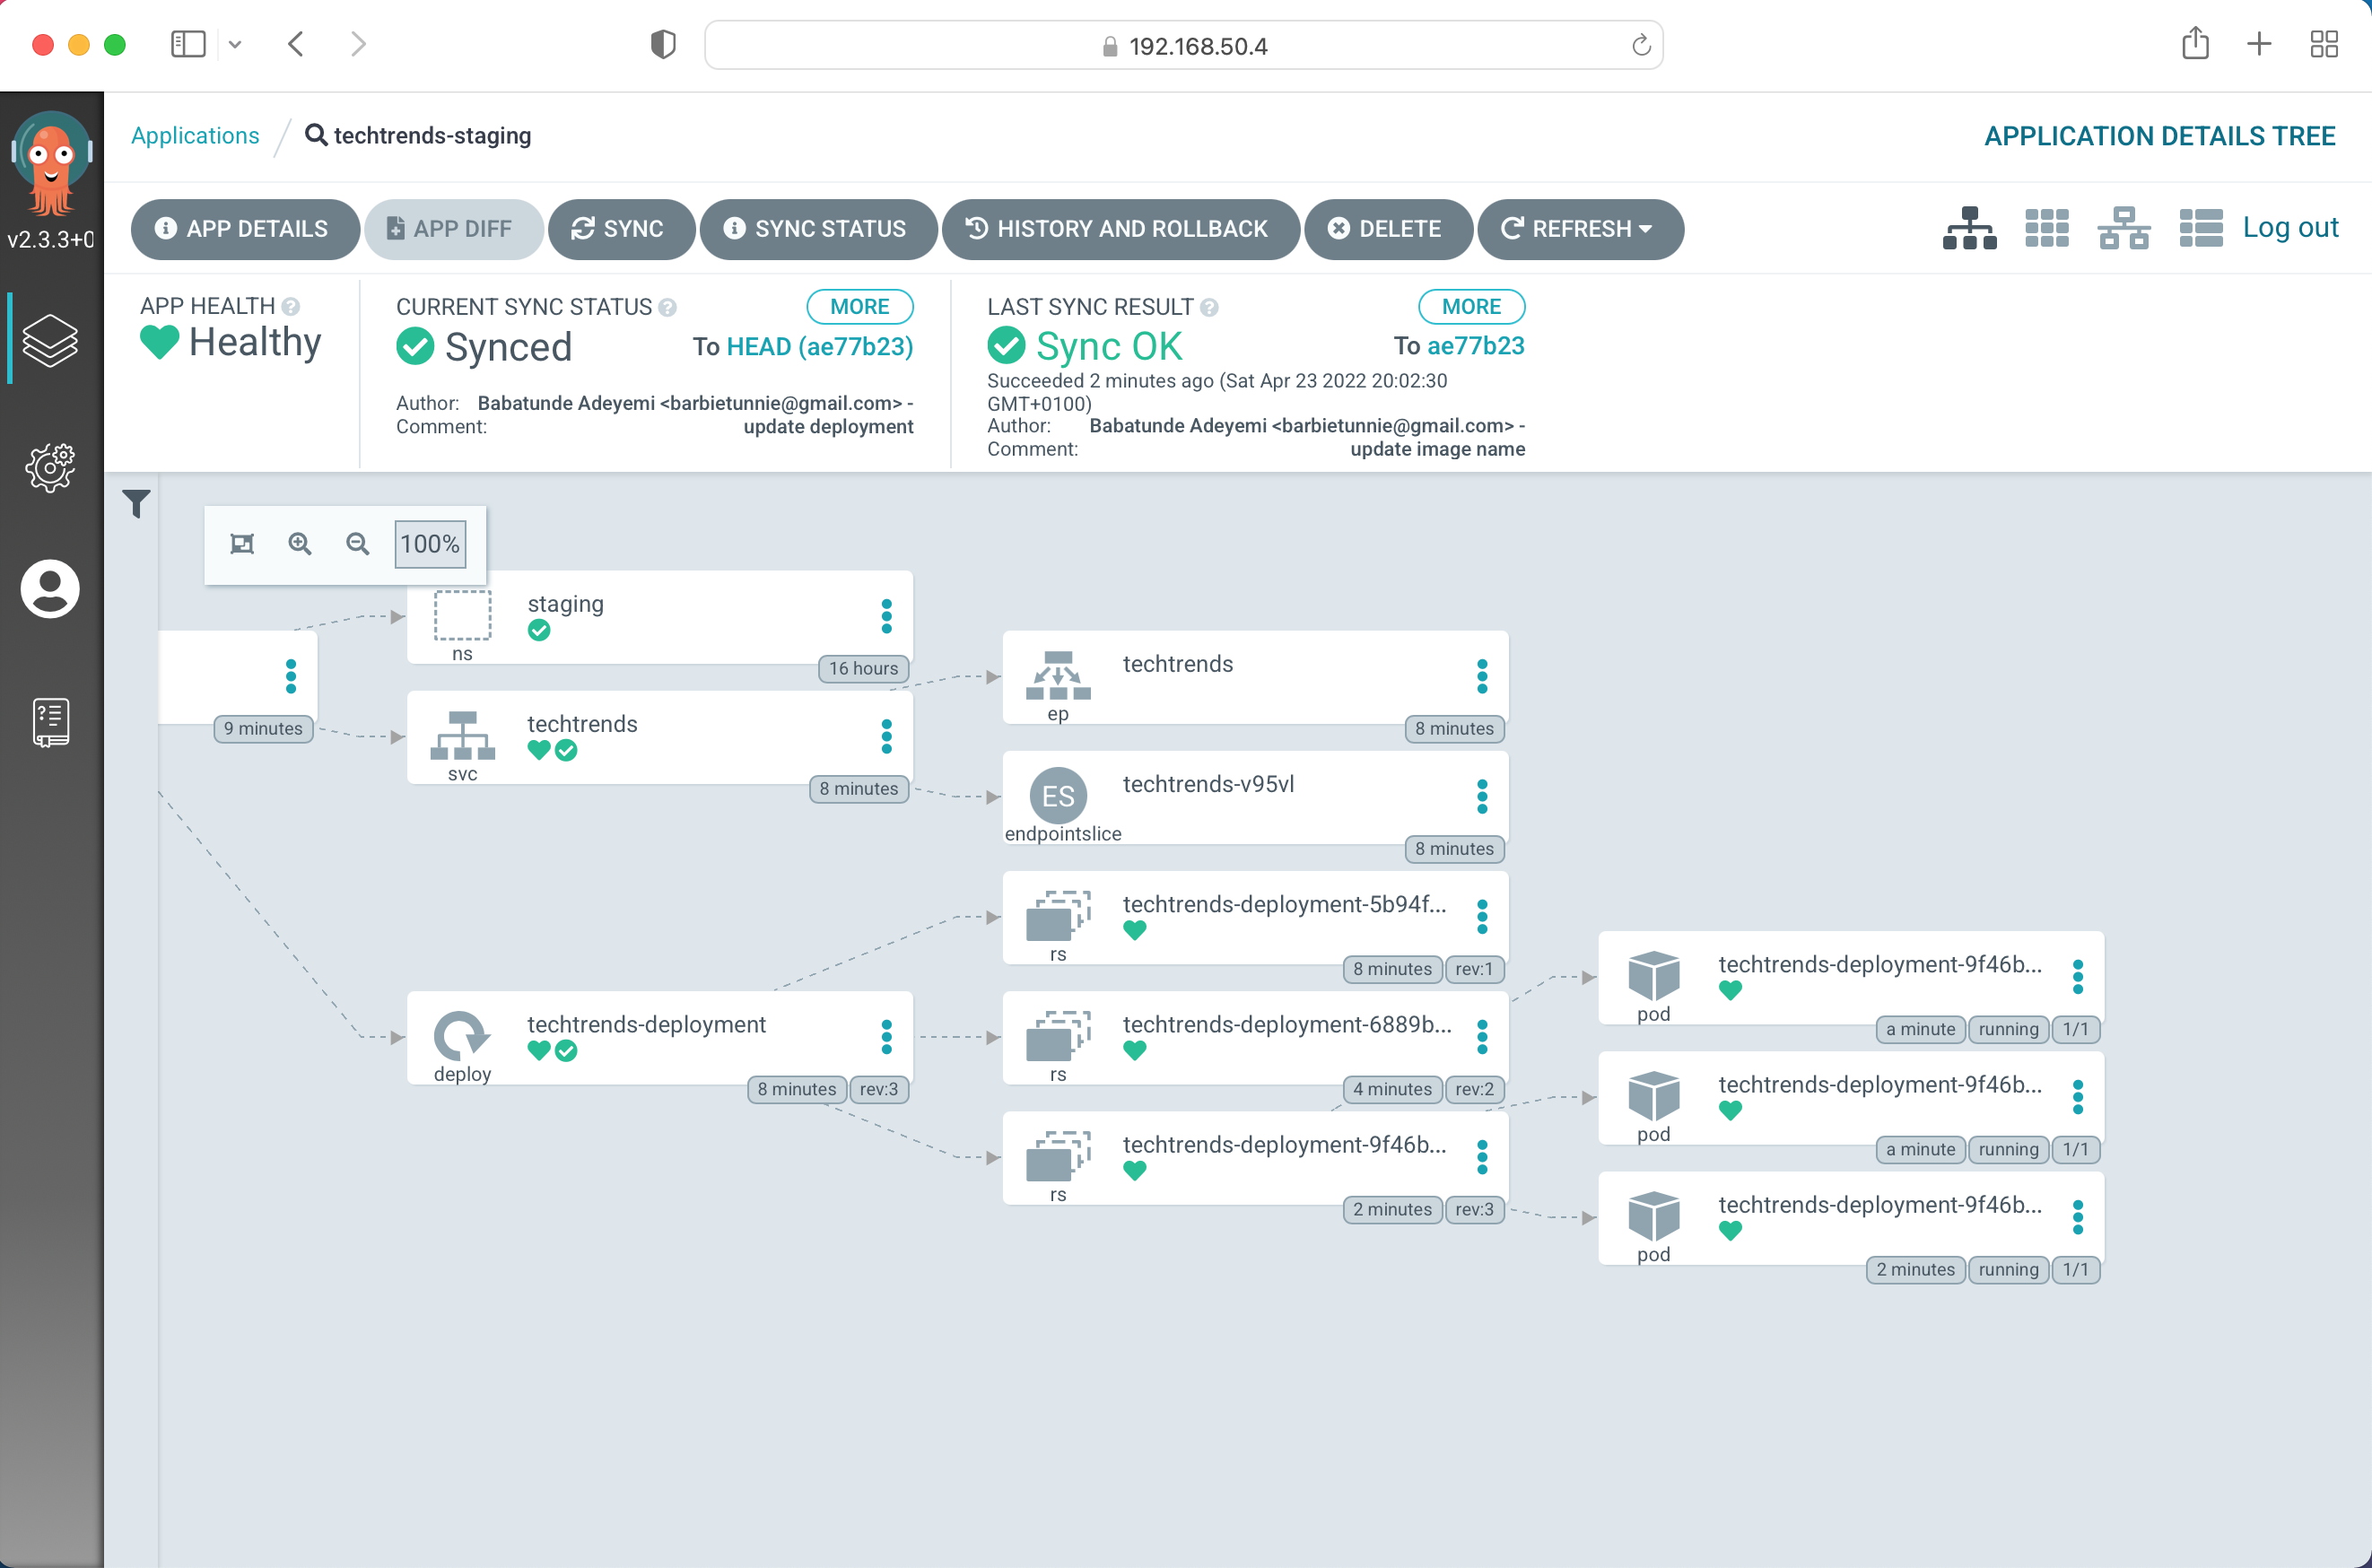 192.168.50.4
Applications
techtrends-staging
APPLICATION DETAILS TREE
v2.3.3+0
APP DETAILS
APP DIFF
SYNC
SYNC STATUS
HISTORY AND ROLLBACK
DELETE
REFRESH
Log out
APP HEALTH
Healthy
CURRENT SYNC STATUS
MORE
Synced
To HEAD (ae77b23)
Author: Babatunde Adeyemi <barbietunnie@gmail.com> -
Comment: update deployment
LAST SYNC RESULT
MORE
Sync OK
To ae77b23
Succeeded 2 minutes ago (Sat Apr 23 2022 20:02:30
GMT+0100)
Author: Babatunde Adeyemi <barbietunnie@gmail.com> -
Comment: update image name
100%
9 minutes
staging
ns
16 hours
techtrends
svc
8 minutes
techtrends-deployment
deploy
8 minutes rev:3
techtrends
ep
8 minutes
ES
techtrends-v95vl
endpointslice
8 minutes
techtrends-deployment-5b94f...
rs
8 minutes rev:1
techtrends-deployment-6889b...
rs
4 minutes rev:2
techtrends-deployment-9f46b...
rs
2 minutes rev:3
techtrends-deployment-9f46b...
pod
a minute running 1/1
techtrends-deployment-9f46b...
pod
a minute running 1/1
techtrends-deployment-9f46b...
pod
2 minutes running 1/1